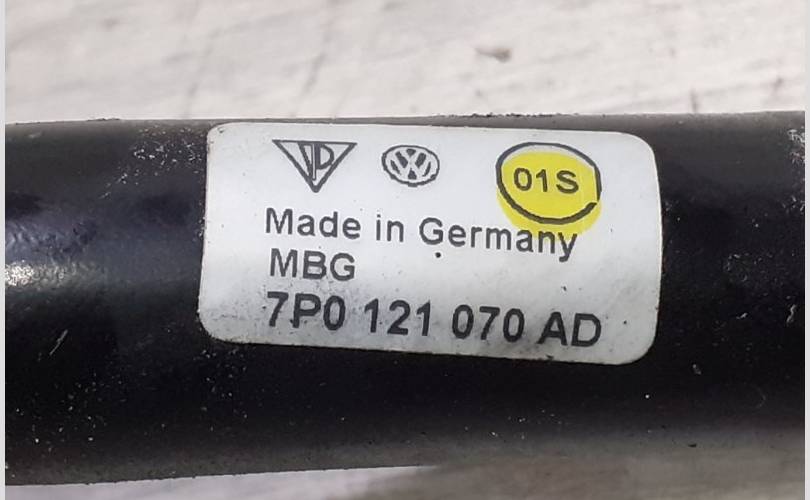 01S
Made in Germany
MBG
7P0 121 070 AD